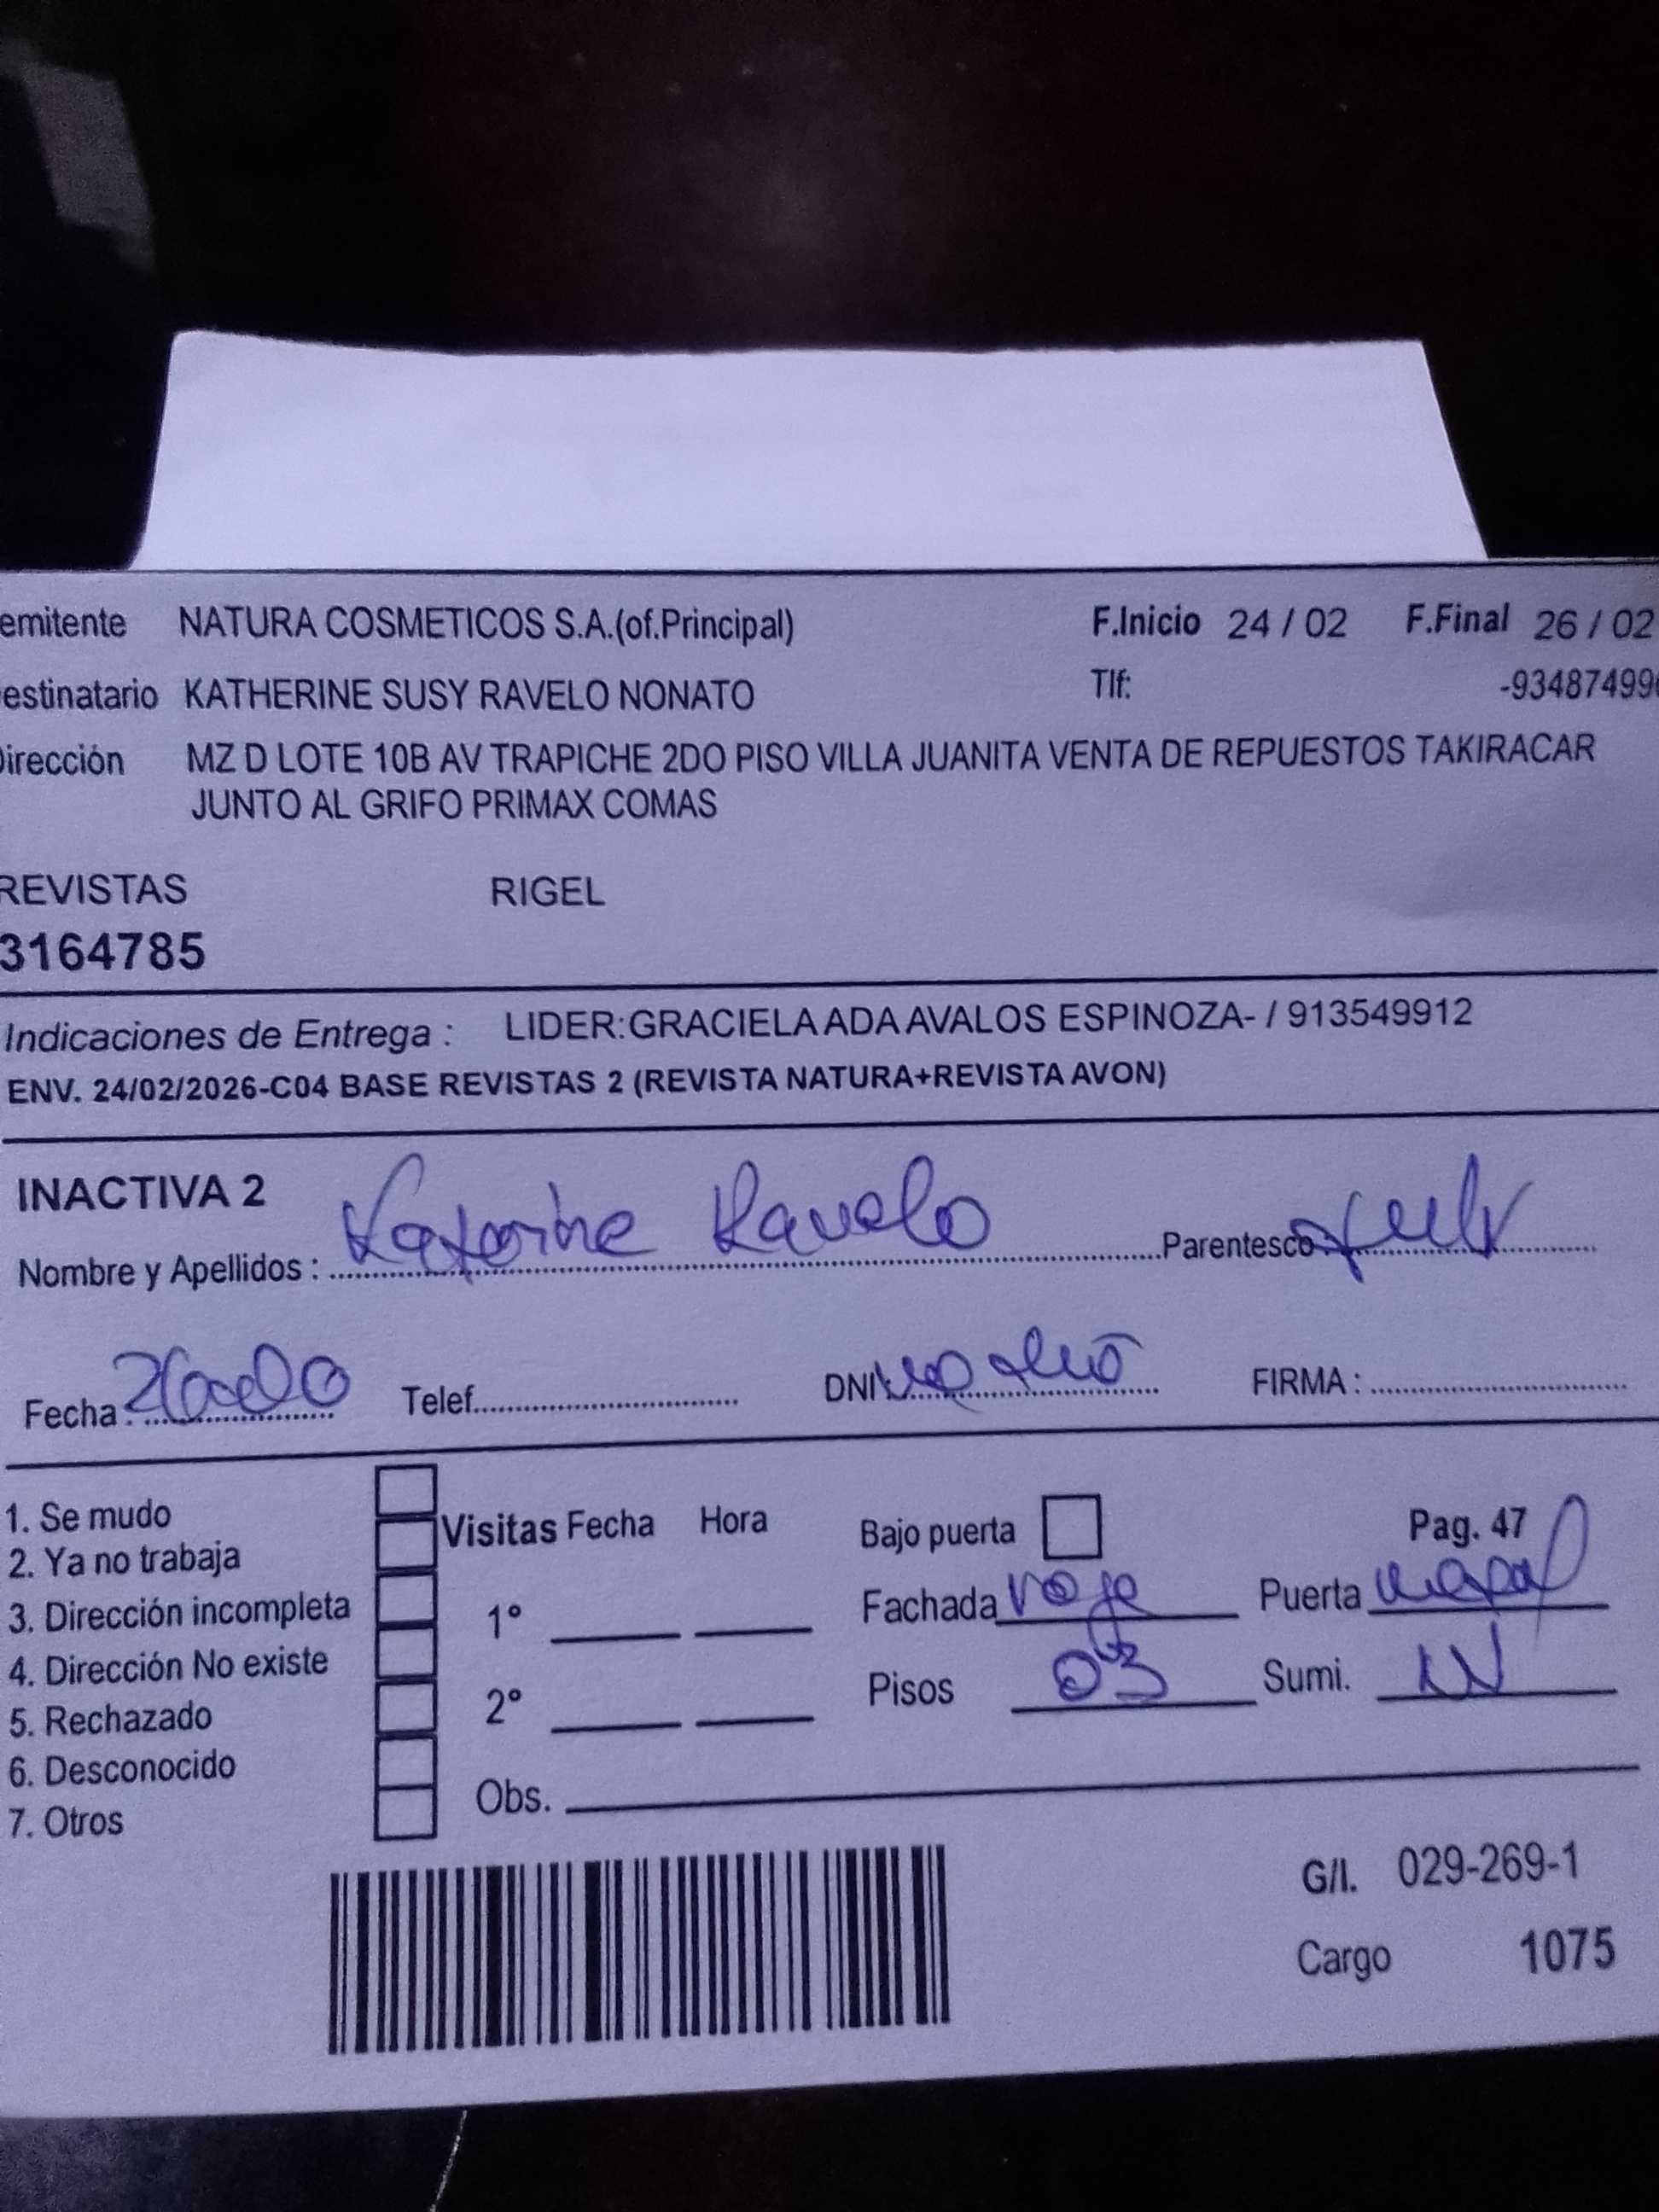 emitente NATURA COSMETICOS S.A.(of.Principal) F.Inicio 24 / 02 F.Final 26 / 02
estinatario KATHERINE SUSY RAVELO NONATO Tlf: -93487499
irección MZ D LOTE 10B AV TRAPICHE 2DO PISO VILLA JUANITA VENTA DE REPUESTOS TAKIRACAR
JUNTO AL GRIFO PRIMAX COMAS
REVISTAS RIGEL
3164785
Indicaciones de Entrega : LIDER:GRACIELA ADA AVALOS ESPINOZA- / 913549912
ENV. 24/02/2026-C04 BASE REVISTAS 2 (REVISTA NATURA+REVISTA AVON)
INACTIVA 2
Nombre y Apellidos : Katerine Ravelo Parentesco :
Fecha : Telef. DNI FIRMA :
1. Se mudo
2. Ya no trabaja
3. Dirección incompleta
4. Dirección No existe
5. Rechazado
6. Desconocido
7. Otros
Visitas Fecha Hora
1°
2°
Obs.
Bajo puerta Pag. 47
Fachada roja Puerta
Pisos 03 Sumi.
G/I. 029-269-1
Cargo 1075